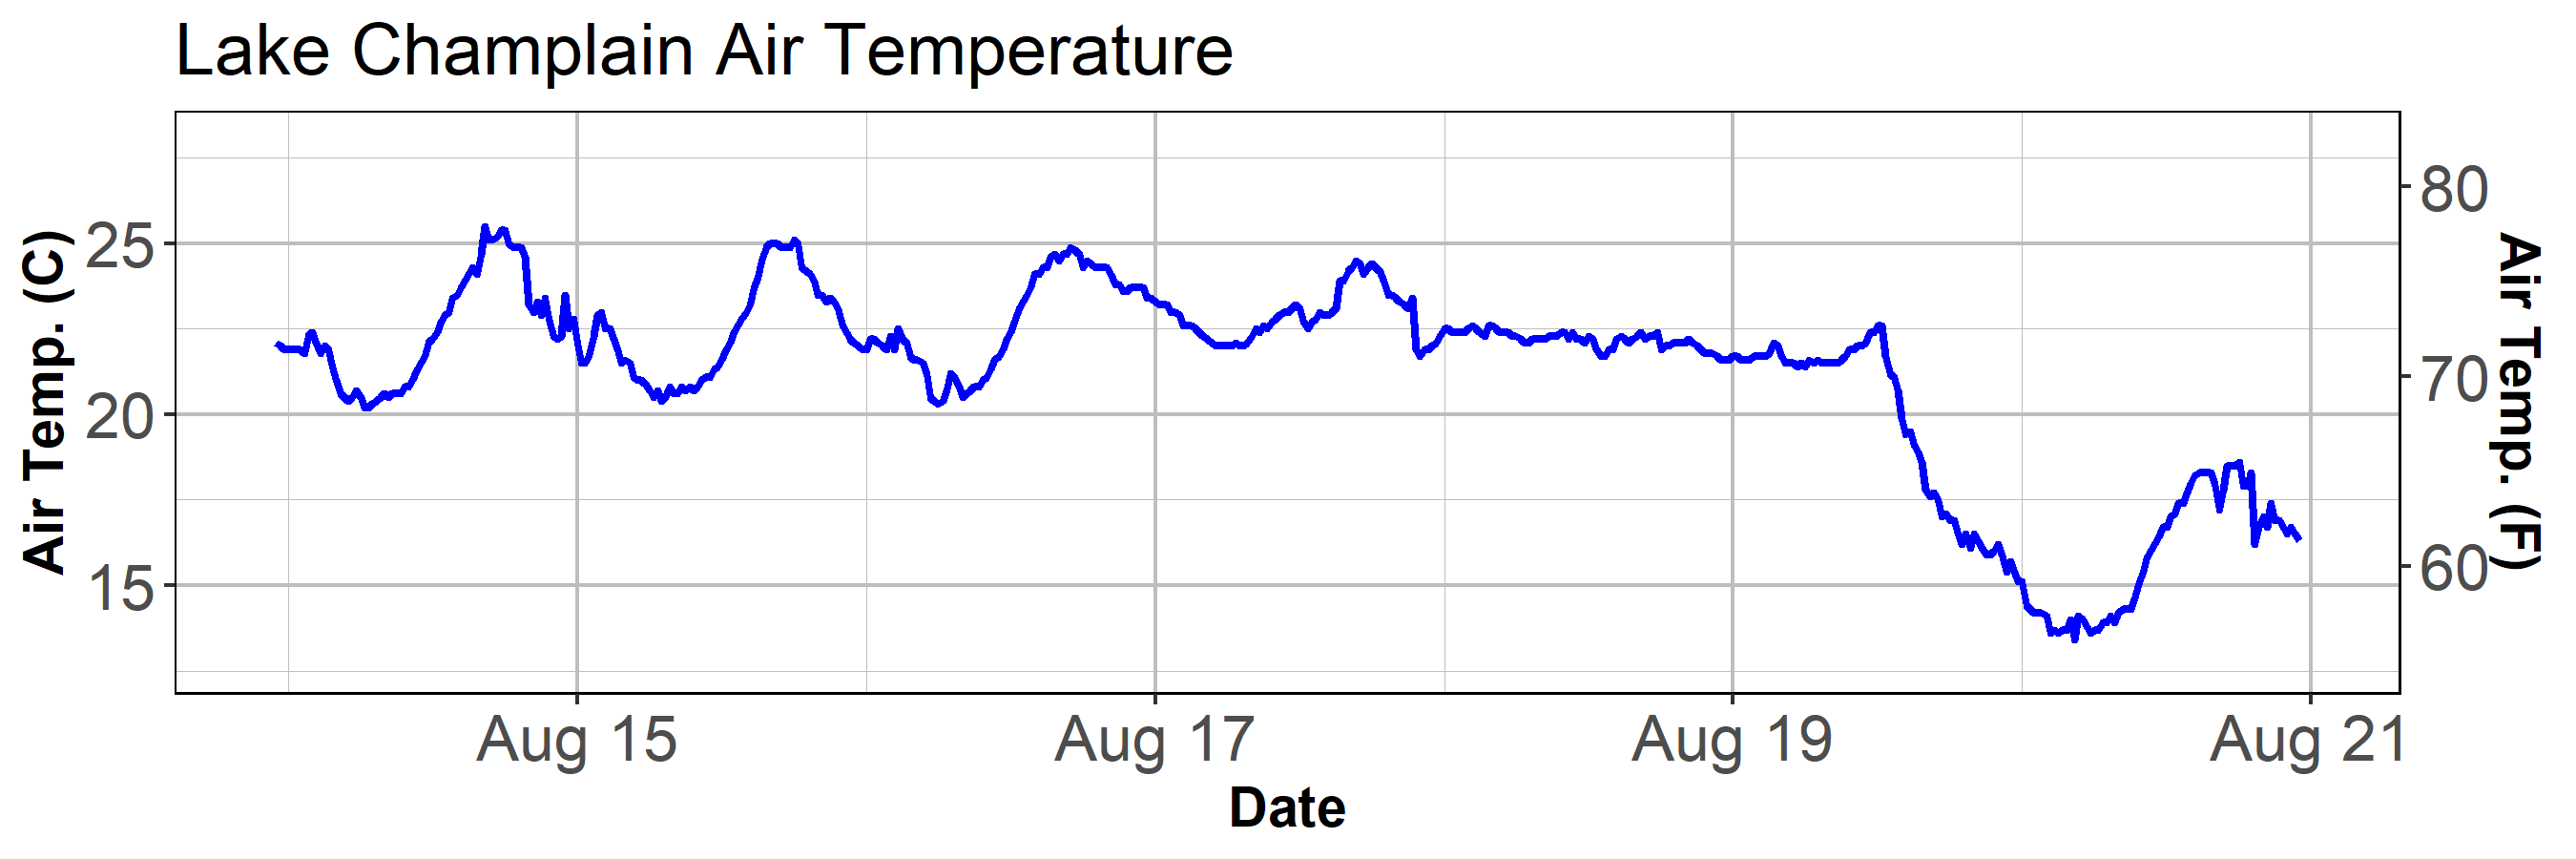 Lake Champlain Air Temperature
Air Temp. (C)
25
20
15
80
70
60
Air Temp. (F)
Aug 15 Aug 17 Aug 19 Aug 21
Date